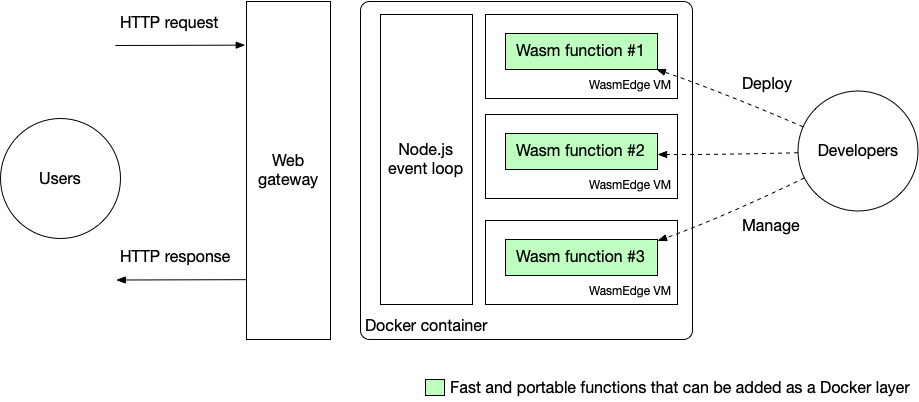 HTTP request
Users
HTTP response
Web
gateway
Node.js
event loop
Wasm function #1
WasmEdge VM
Wasm function #2
WasmEdge VM
Wasm function #3
WasmEdge VM
Docker container
Deploy
Developers
Manage
Fast and portable functions that can be added as a Docker layer